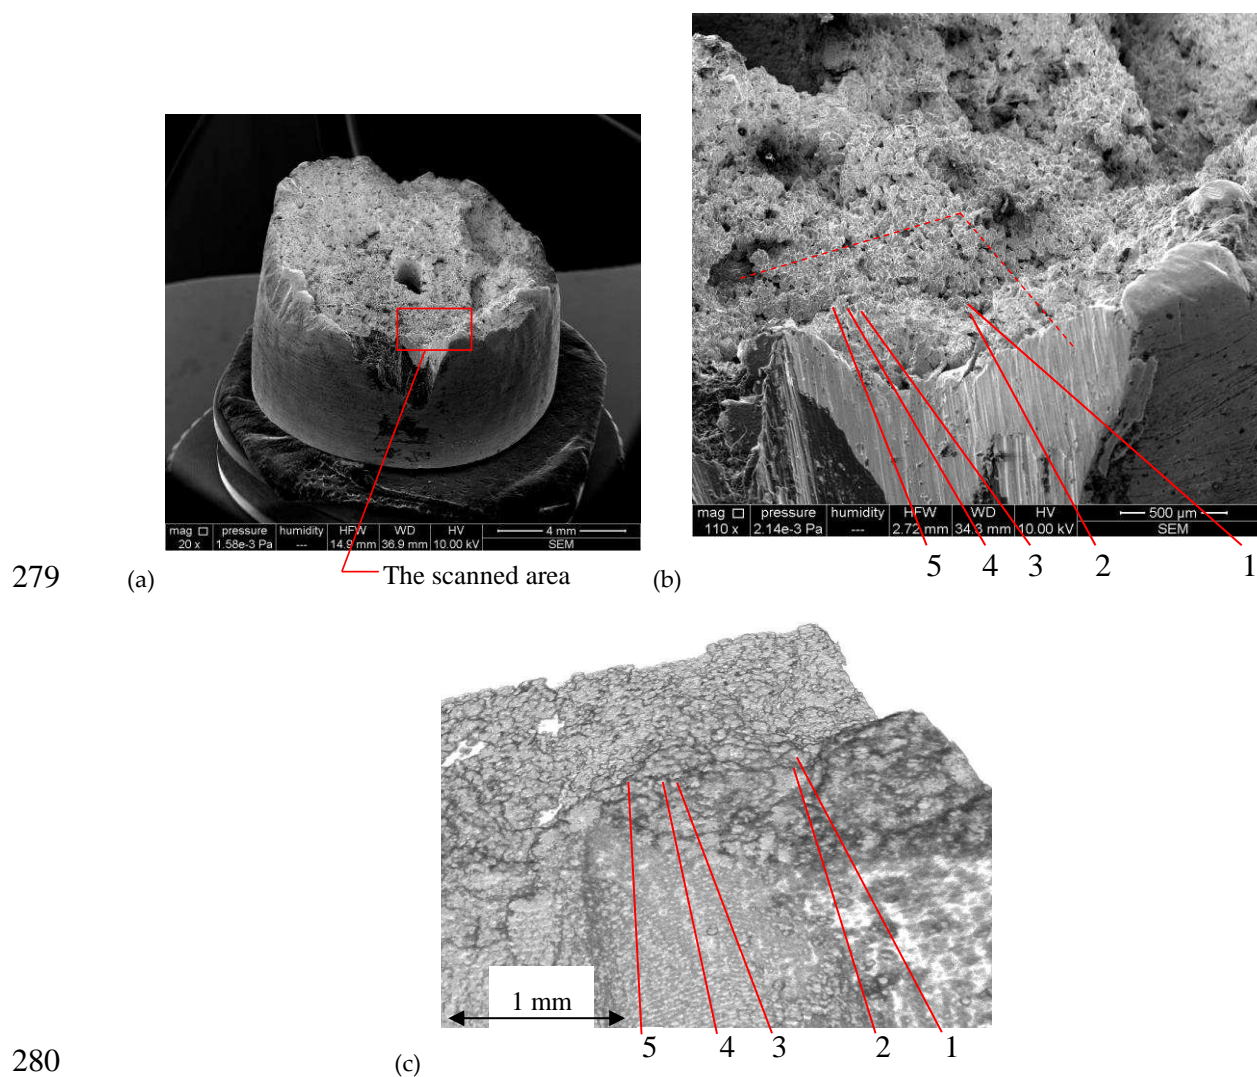 mag pressure humidity HFW WD HV 4 mm
20 x 1.58e-3 Pa --- 14.9 mm 36.9 mm 10.00 kV SEM
mag pressure humidity HFW WD HV 500 µm
110 x 2.14e-3 Pa --- 2.72 mm 34.3 mm 10.00 kV SEM
5 4 3 2 1
279 (a) The scanned area (b)
1 mm
5 4 3 2 1
280 (c)